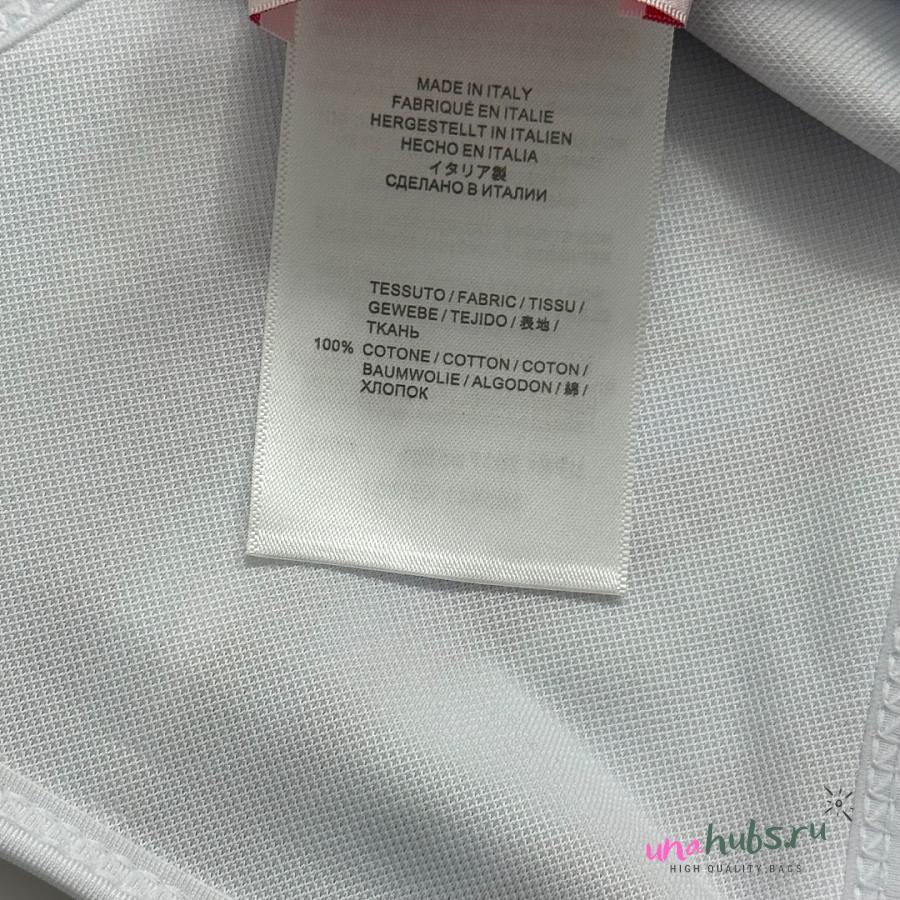 MADE IN ITALY
FABRIQUÉ EN ITALIE
HERGESTELLT IN ITALIEN
HECHO EN ITALIA
イタリア製
СДЕЛАНО В ИТАЛИИ
TESSUTO / FABRIC / TISSU /
GEWEBE / TEJIDO / 表地 /
ТКАНЬ
100% COTONE / COTTON / COTON /
BAUMWOLIE / ALGODON / 綿 /
ХЛОПОК
unahubs.ru
HIGH QUALITY BAGS